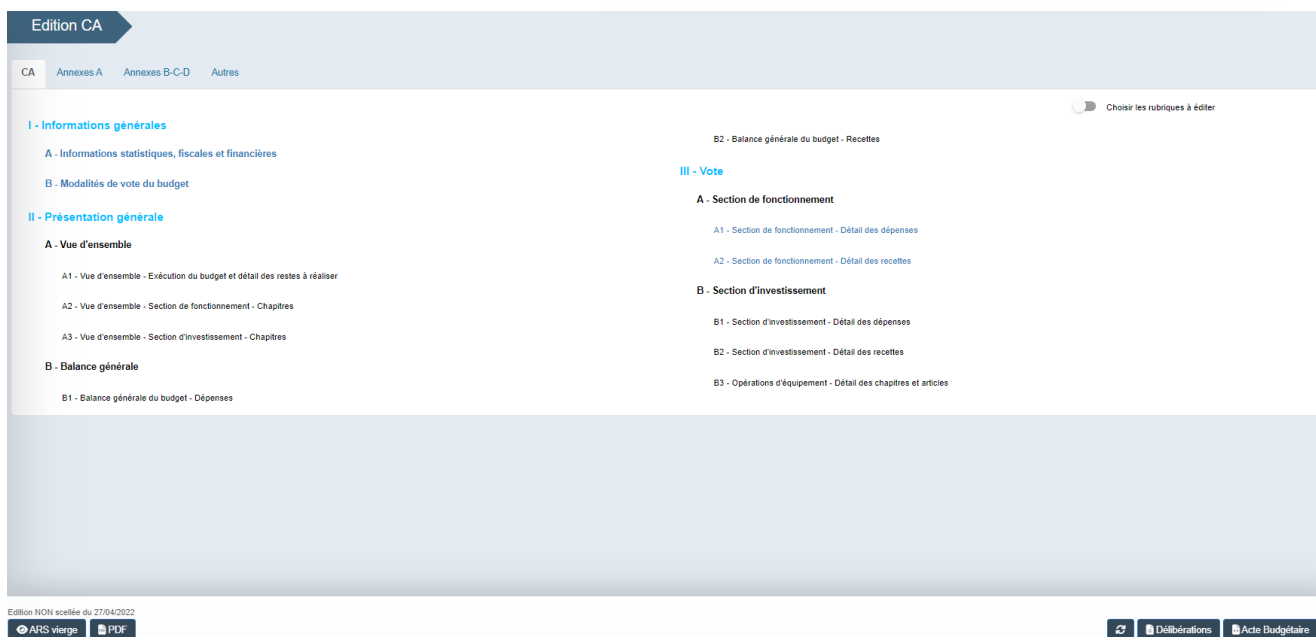 Edition CA
CA
Annexes A
Annexes B-C-D
Autres
Choisir les rubriques à éditer
I - Informations générales
A - Informations statistiques, fiscales et financières
B - Modalités de vote du budget
II - Présentation générale
A - Vue d'ensemble
A1 - Vue d'ensemble - Exécution du budget et détail des restes à réaliser
A2 - Vue d'ensemble - Section de fonctionnement - Chapitres
A3 - Vue d'ensemble - Section d'investissement - Chapitres
B - Balance générale
B1 - Balance générale du budget - Dépenses
B2 - Balance générale du budget - Recettes
III - Vote
A - Section de fonctionnement
A1 - Section de fonctionnement - Détail des dépenses
A2 - Section de fonctionnement - Détail des recettes
B - Section d'investissement
B1 - Section d'investissement - Détail des dépenses
B2 - Section d'investissement - Détail des recettes
B3 - Opérations d'équipement - Détail des chapitres et articles
Edition NON scellée du 27/04/2022
ARS vierge
PDF
Délibérations
Acte Budgétaire